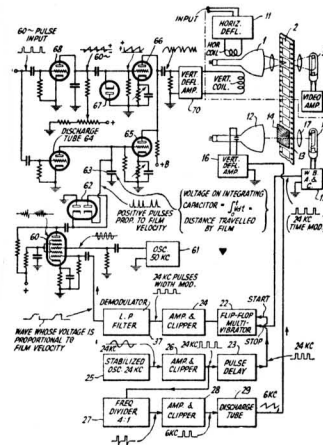 INPUT
60~ PULSE
INPUT
68
60~
66
HORIZ.
DEFL.
11
HOR
COIL
2
67
VERT
DEFL
AMP.
VERT.
COIL.
70
VIDEO
AMP
DISCHARGE
TUBE 64
65
12
14
17
63
+B
16
VERT.
DEFL
AMP.
13
62
POSITIVE PULSES
PROP. TO FILM
VELOCITY
VOLTAGE ON INTEGRATING
CAPACITOR =
DISTANCE TRAVELLED
BY FILM
24 KC
TIME MOD.
60
OSC
50 KC
61
WAVE WHOSE VOLTAGE IS
PROPORTIONAL TO
FILM VELOCITY
DEMODULATOR
24 KC PULSES
WIDTH MOD.
START
L.P
FILTER
AMP. &
CLIPPER
24
22
FLIP-FLOP
MULTI-
VIBRATOR
37
STOP
24KC
26
24KC
23
STABILIZED
OSC. 24 KC
AMP. &
CLIPPER
PULSE
DELAY
24 KC
25
28
29
FREQ
DIVIDER
4:1
AMP. &
CLIPPER
DISCHARGE
TUBE
6KC
27
6KC